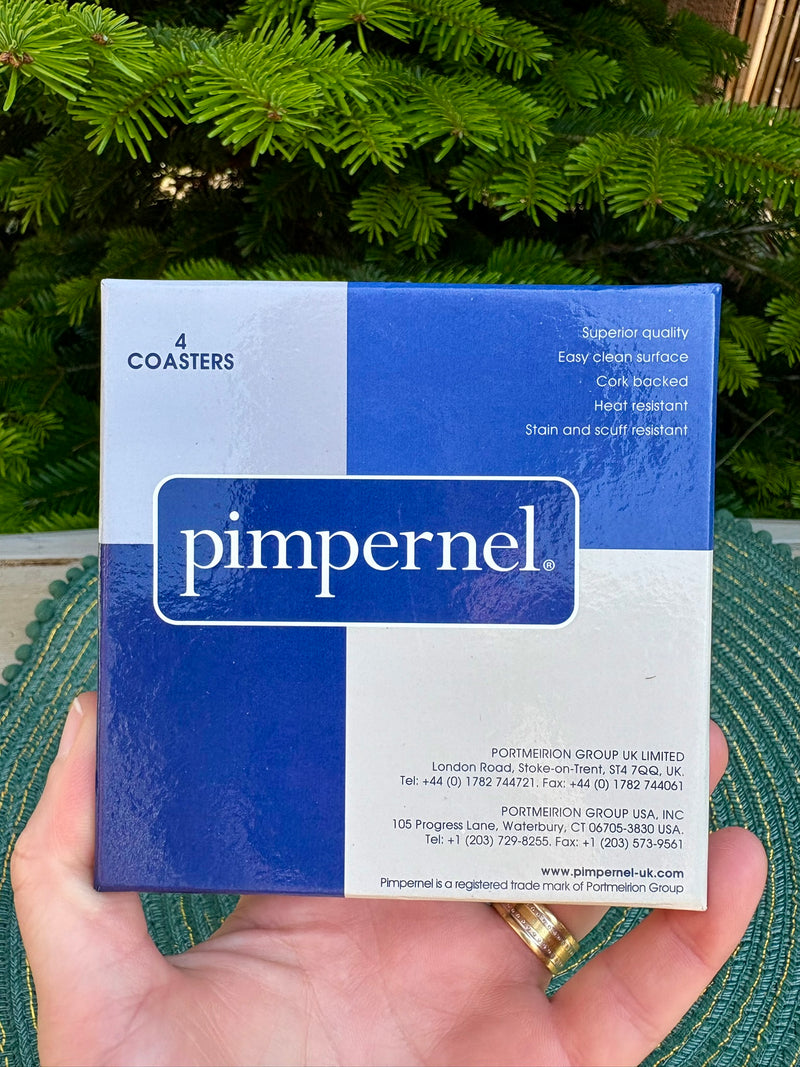 4
COASTERS
Superior quality
Easy clean surface
Cork backed
Heat resistant
Stain and scuff resistant
pimpernel®
PORTMEIRION GROUP UK LIMITED
London Road, Stoke-on-Trent, ST4 7QQ, UK.
Tel: +44 (0) 1782 744721. Fax: +44 (0) 1782 744061
PORTMEIRION GROUP USA, INC
105 Progress Lane, Waterbury, CT 06705-3830 USA.
Tel: +1 (203) 729-8255. Fax: +1 (203) 573-9561
www.pimpernel-uk.com
Pimpernel is a registered trade mark of Portmeirion Group